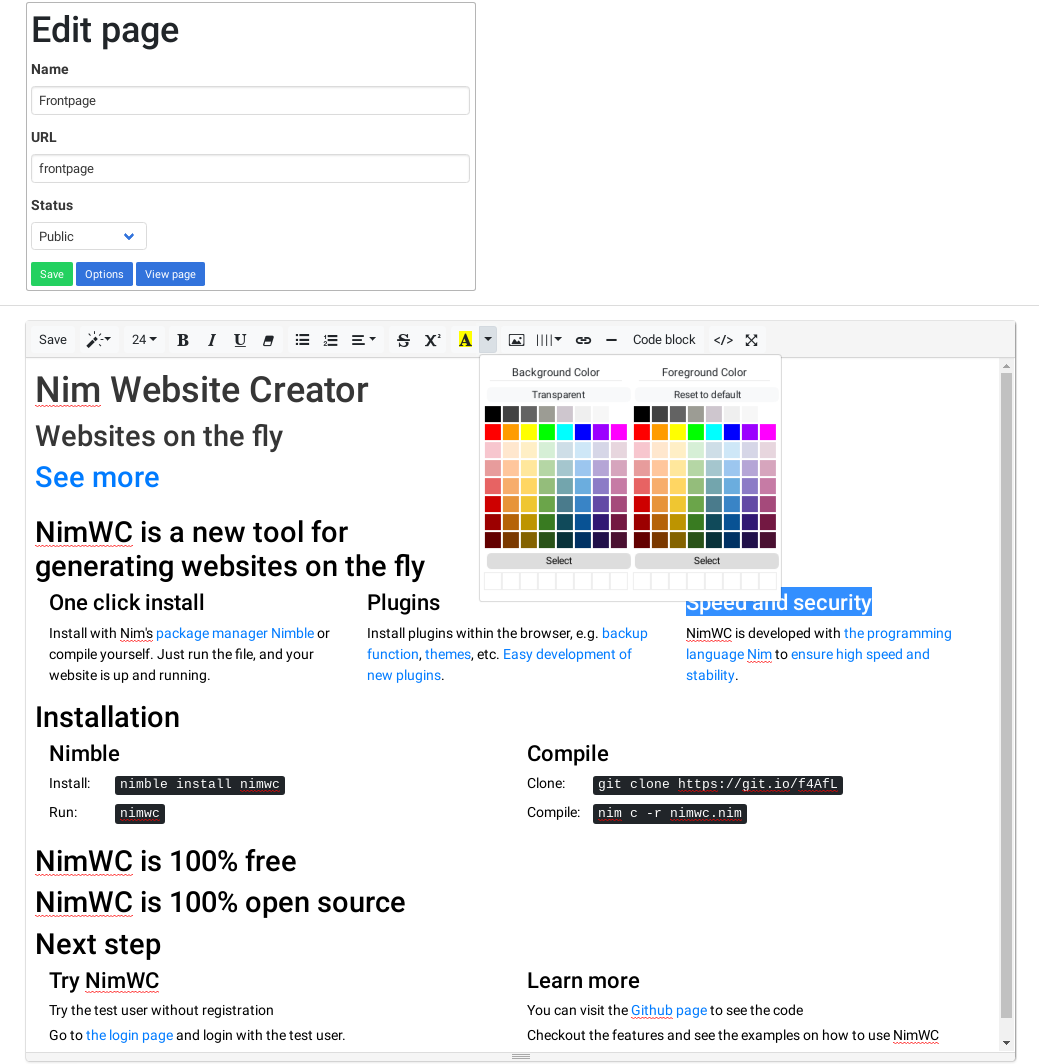 Edit page
Name
Frontpage
URL
frontpage
Status
Public
Save Options View page
Save 24 B I U S X² A Code block </>
Background Color Foreground Color
Transparent Reset to default
Select Select
Nim Website Creator
Websites on the fly
See more
NimWC is a new tool for
generating websites on the fly
One click install
Install with Nim's package manager Nimble or
compile yourself. Just run the file, and your
website is up and running.
Plugins
Install plugins within the browser, e.g. backup
function, themes, etc. Easy development of
new plugins.
Speed and security
NimWC is developed with the programming
language Nim to ensure high speed and
stability.
Installation
Nimble
Install: nimble install nimwc
Run: nimwc
Compile
Clone: git clone https://git.io/f4AfL
Compile: nim c -r nimwc.nim
NimWC is 100% free
NimWC is 100% open source
Next step
Try NimWC
Try the test user without registration
Go to the login page and login with the test user.
Learn more
You can visit the Github page to see the code
Checkout the features and see the examples on how to use NimWC